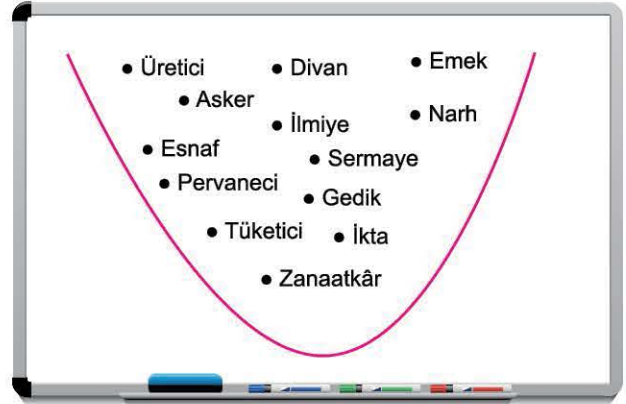 • Üretici
• Divan
• Emek
• Asker
• Narh
• İlmiye
• Esnaf
• Sermaye
• Pervaneci
• Gedik
• Tüketici
• İkta
• Zanaatkâr